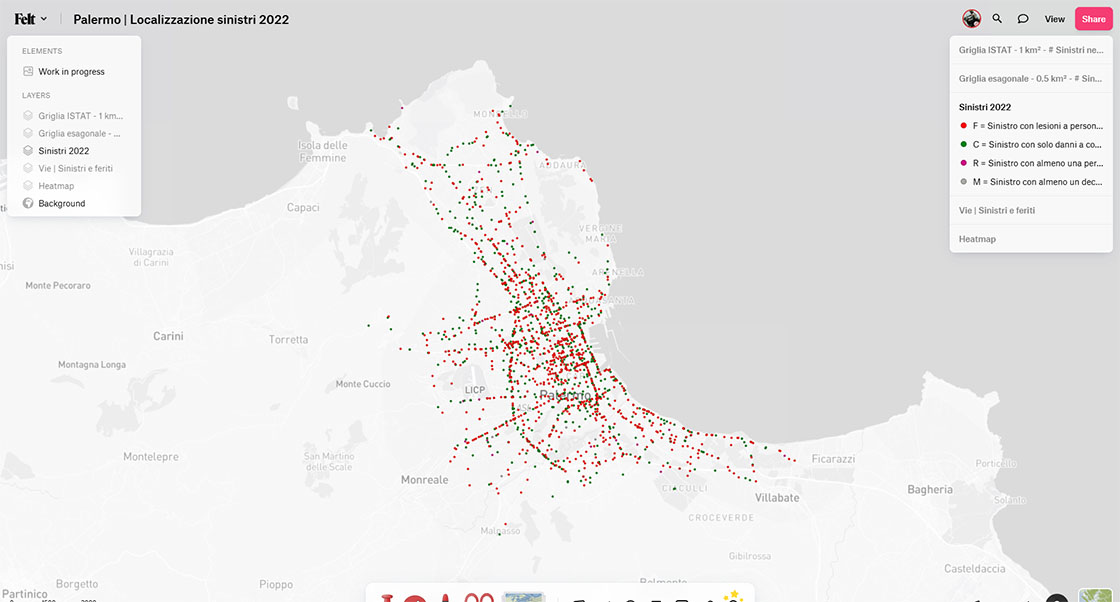 Felt
Palermo | Localizzazione sinistri 2022
View
Share
ELEMENTS
Work in progress
LAYERS
Griglia ISTAT - 1 km...
Griglia esagonale - ...
Sinistri 2022
Vie | Sinistri e feriti
Heatmap
Background
Griglia ISTAT - 1 km² - # Sinistri ne...
Griglia esagonale - 0.5 km² - # Sin...
Sinistri 2022
F = Sinistro con lesioni a person...
C = Sinistro con solo danni a co...
R = Sinistro con almeno una per...
M = Sinistro con almeno un dec...
Vie | Sinistri e feriti
Heatmap
MONDELLO
Isola delle
Femmine
ADDAURA
Capaci
VERGINE
MARIA
Villagrazia
di Carini
ARENELLA
Monte Pecoraro
Carini
Torretta
Montagna Longa
Monte Cuccio
LICP
Palermo
Montelepre
San Martino
delle Scale
Ficarazzi
Porticello
Monreale
Bagheria
CIACULLI
Villabate
Solanto
CROCEVERDE
Malpasso
Gibilrossa
Casteldaccia
Borgetto
Pioppo
Partinico